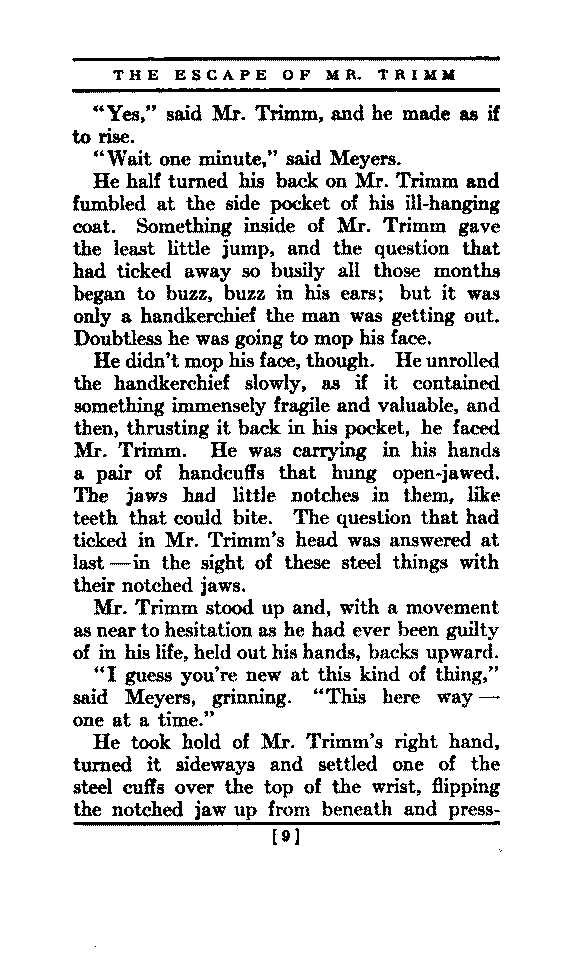 THE ESCAPE OF MR. TRIMM
“Yes,” said Mr. Trimm, and he made as if
to rise.
“Wait one minute,” said Meyers.
He half turned his back on Mr. Trimm and
fumbled at the side pocket of his ill-hanging
coat. Something inside of Mr. Trimm gave
the least little jump, and the question that
had ticked away so busily all those months
began to buzz, buzz in his ears; but it was
only a handkerchief the man was getting out.
Doubtless he was going to mop his face.
He didn’t mop his face, though. He unrolled
the handkerchief slowly, as if it contained
something immensely fragile and valuable, and
then, thrusting it back in his pocket, he faced
Mr. Trimm. He was carrying in his hands
a pair of handcuffs that hung open-jawed.
The jaws had little notches in them, like
teeth that could bite. The question that had
ticked in Mr. Trimm’s head was answered at
last — in the sight of these steel things with
their notched jaws.
Mr. Trimm stood up and, with a movement
as near to hesitation as he had ever been guilty
of in his life, held out his hands, backs upward.
“I guess you’re new at this kind of thing,”
said Meyers, grinning. “This here way —
one at a time.”
He took hold of Mr. Trimm’s right hand,
turned it sideways and settled one of the
steel cuffs over the top of the wrist, flipping
the notched jaw up from beneath and press-
[9]